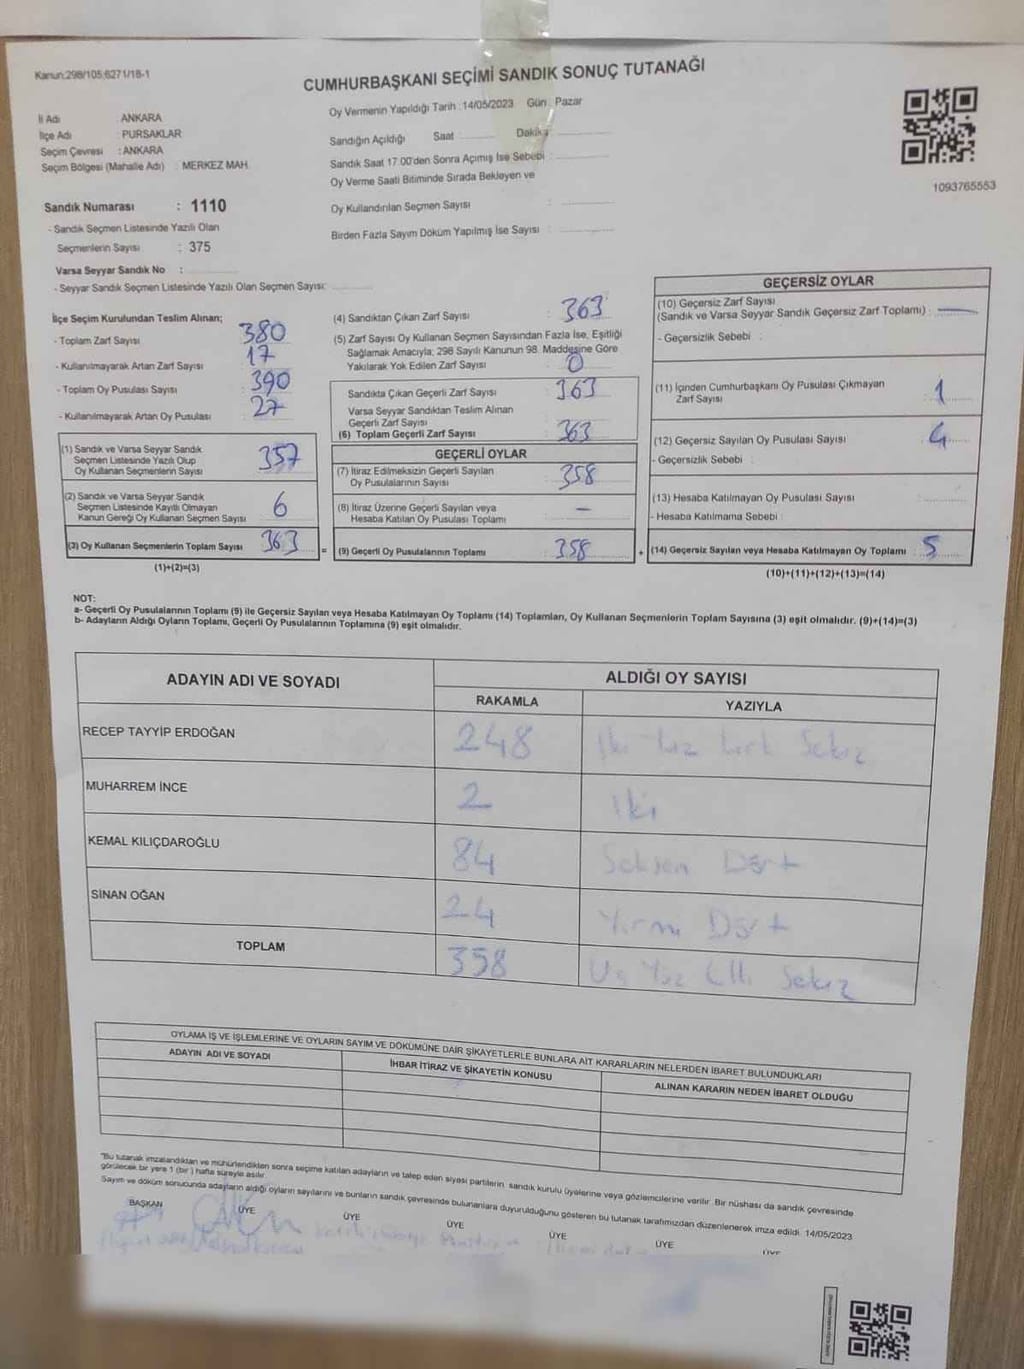 Kanun:298/105;6271/18-1
CUMHURBAŞKANI SEÇİMİ SANDIK SONUÇ TUTANAĞI
İl Adı : ANKARA
İlçe Adı : PURSAKLAR
Seçim Çevresi : ANKARA
Seçim Bölgesi (Mahalle Adı) : MERKEZ MAH.
Oy Vermenin Yapıldığı Tarih :14/05/2023 Gün : Pazar
Sandığın Açıldığı Saat Dakika
Sandık Saat 17.00'den Sonra Açımış İse Sebebi :
Oy Verme Saati Bitiminde Sırada Bekleyen ve
Oy Kullandırılan Seçmen Sayısı :
Birden Fazla Sayım Döküm Yapılmış İse Sayısı :
1093765553
Sandık Numarası : 1110
- Sandık Seçmen Listesinde Yazılı Olan
Seçmenlerin Sayısı : 375
Varsa Seyyar Sandık No :
- Seyyar Sandık Seçmen Listesinde Yazılı Olan Seçmen Sayısı:
İlçe Seçim Kurulundan Teslim Alınan;
- Toplam Zarf Sayısı 380
- Kullanılmayarak Artan Zarf Sayısı 17
- Toplam Oy Pusulası Sayısı 390
- Kullanılmayarak Artan Oy Pusulası 27
(1) Sandık ve Varsa Seyyar Sandık
Seçmen Listesinde Yazılı Olup
Oy Kullanan Seçmenlerin Sayısı 357
(2) Sandık ve Varsa Seyyar Sandık
Seçmen Listesinde Kayıtlı Olmayan
Kanun Gereği Oy Kullanan Seçmen Sayısı 6
(3) Oy Kullanan Seçmenlerin Toplam Sayısı 363 =
(1)+(2)=(3)
(4) Sandıktan Çıkan Zarf Sayısı : 363
(5) Zarf Sayısı Oy Kullanan Seçmen Sayısından Fazla İse, Eşitliği
Sağlamak Amacıyla; 298 Sayılı Kanunun 98. Maddesine Göre
Yakılarak Yok Edilen Zarf Sayısı : 0
Sandıkta Çıkan Geçerli Zarf Sayısı : 363
Varsa Seyyar Sandıktan Teslim Alınan
Geçerli Zarf Sayısı
(6) Toplam Geçerli Zarf Sayısı : 363
GEÇERLİ OYLAR
(7) İtiraz Edilmeksizin Geçerli Sayılan
Oy Pusulalarının Sayısı : 358
(8) İtiraz Üzerine Geçerli Sayılan veya
Hesaba Katılan Oy Pusulası Toplamı : -
(9) Geçerli Oy Pusulalarının Toplamı : 358 +
GEÇERSİZ OYLAR
(10) Geçersiz Zarf Sayısı
(Sandık ve Varsa Seyyar Sandık Geçersiz Zarf Toplamı) : —
- Geçersizlik Sebebi :
(11) İçinden Cumhurbaşkanı Oy Pusulası Çıkmayan
Zarf Sayısı : 1
(12) Geçersiz Sayılan Oy Pusulası Sayısı : 4
- Geçersizlik Sebebi :
(13) Hesaba Katılmayan Oy Pusulası Sayısı :
- Hesaba Katılmama Sebebi :
(14) Geçersiz Sayılan veya Hesaba Katılmayan Oy Toplamı : 5
(10)+(11)+(12)+(13)=(14)
NOT:
a- Geçerli Oy Pusulalarının Toplamı (9) ile Geçersiz Sayılan veya Hesaba Katılmayan Oy Toplamı (14) Toplamları, Oy Kullanan Seçmenlerin Toplam Sayısına (3) eşit olmalıdır. (9)+(14)=(3)
b- Adayların Aldığı Oyların Toplamı, Geçerli Oy Pusulalarının Toplamına (9) eşit olmalıdır.
ADAYIN ADI VE SOYADI ALDIĞI OY SAYISI
RAKAMLA YAZIYLA
RECEP TAYYİP ERDOĞAN 248 İki Yüz kırk Sekiz
MUHARREM İNCE 2 İki
KEMAL KILIÇDAROĞLU 84 Seksen Dört
SİNAN OĞAN 24 Yirmi Dört
TOPLAM 358 Üç Yüz Elli Sekiz
OYLAMA İŞ VE İŞLEMLERİNE VE OYLARIN SAYIM VE DÖKÜMÜNE DAİR ŞİKAYETLERLE BUNLARA AİT KARARLARIN NELERDEN İBARET BULUNDUKLARI
ADAYIN ADI VE SOYADI İHBAR İTİRAZ VE ŞİKAYETİN KONUSU ALINAN KARARIN NEDEN İBARET OLDUĞU
"Bu tutanak imzalandıktan ve mühürlendikten sonra seçime katılan adayların ve talep eden siyasi partilerin, sandık kurulu üyelerine veya gözlemcilerine verilir. Bir nüshası da sandık çevresinde
görülecek bir yere 1 (bir) hafta süreyle asılır.
Sayım ve döküm sonucunda adayların aldığı oyların sayılarını ve bunların sandık çevresinde bulunanlara duyurulduğunu gösteren bu tutanak tarafımızdan düzenlenerek imza edildi. 14/05/2023
BAŞKAN ÜYE ÜYE ÜYE ÜYE ÜYE ÜYE